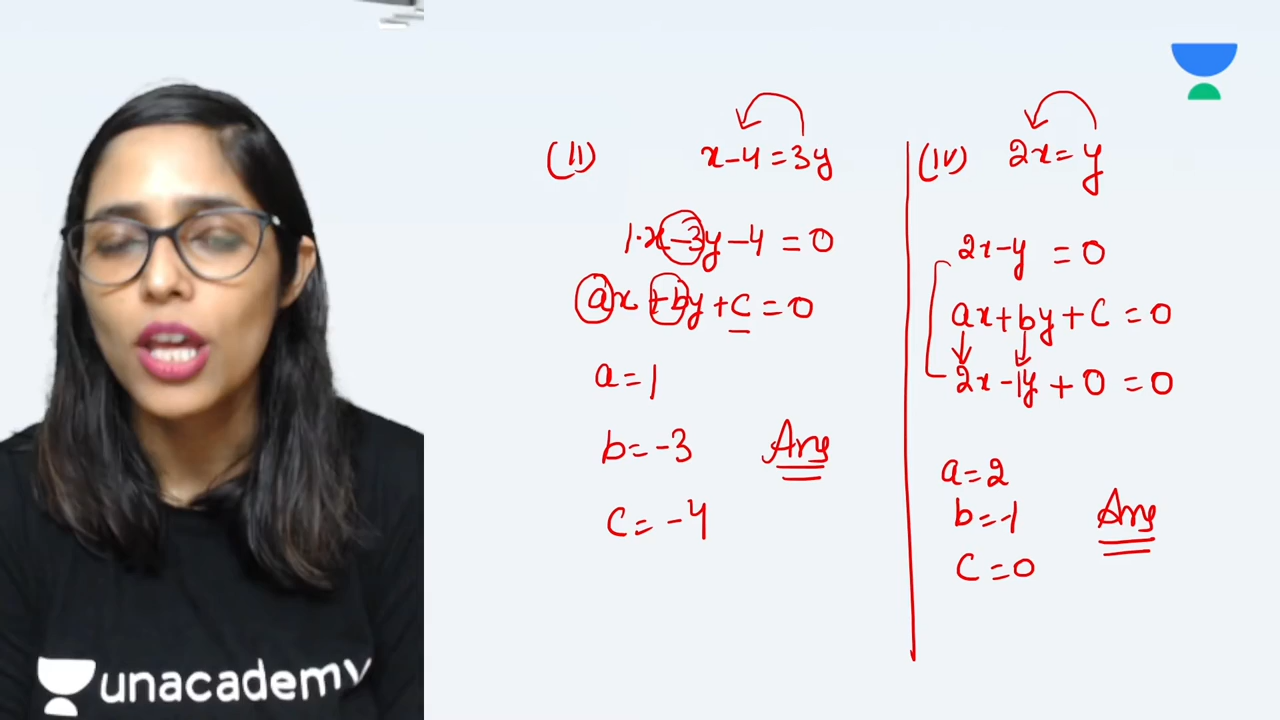 (II) x-4=3y
1·x-3y-4=0
ax+by+c=0
a=1
b=-3 Ans
c=-4
(IV) 2x=y
2x-y=0
ax+by+c=0
2x-1y+0=0
a=2
b=-1 Ans
c=0
unacademy